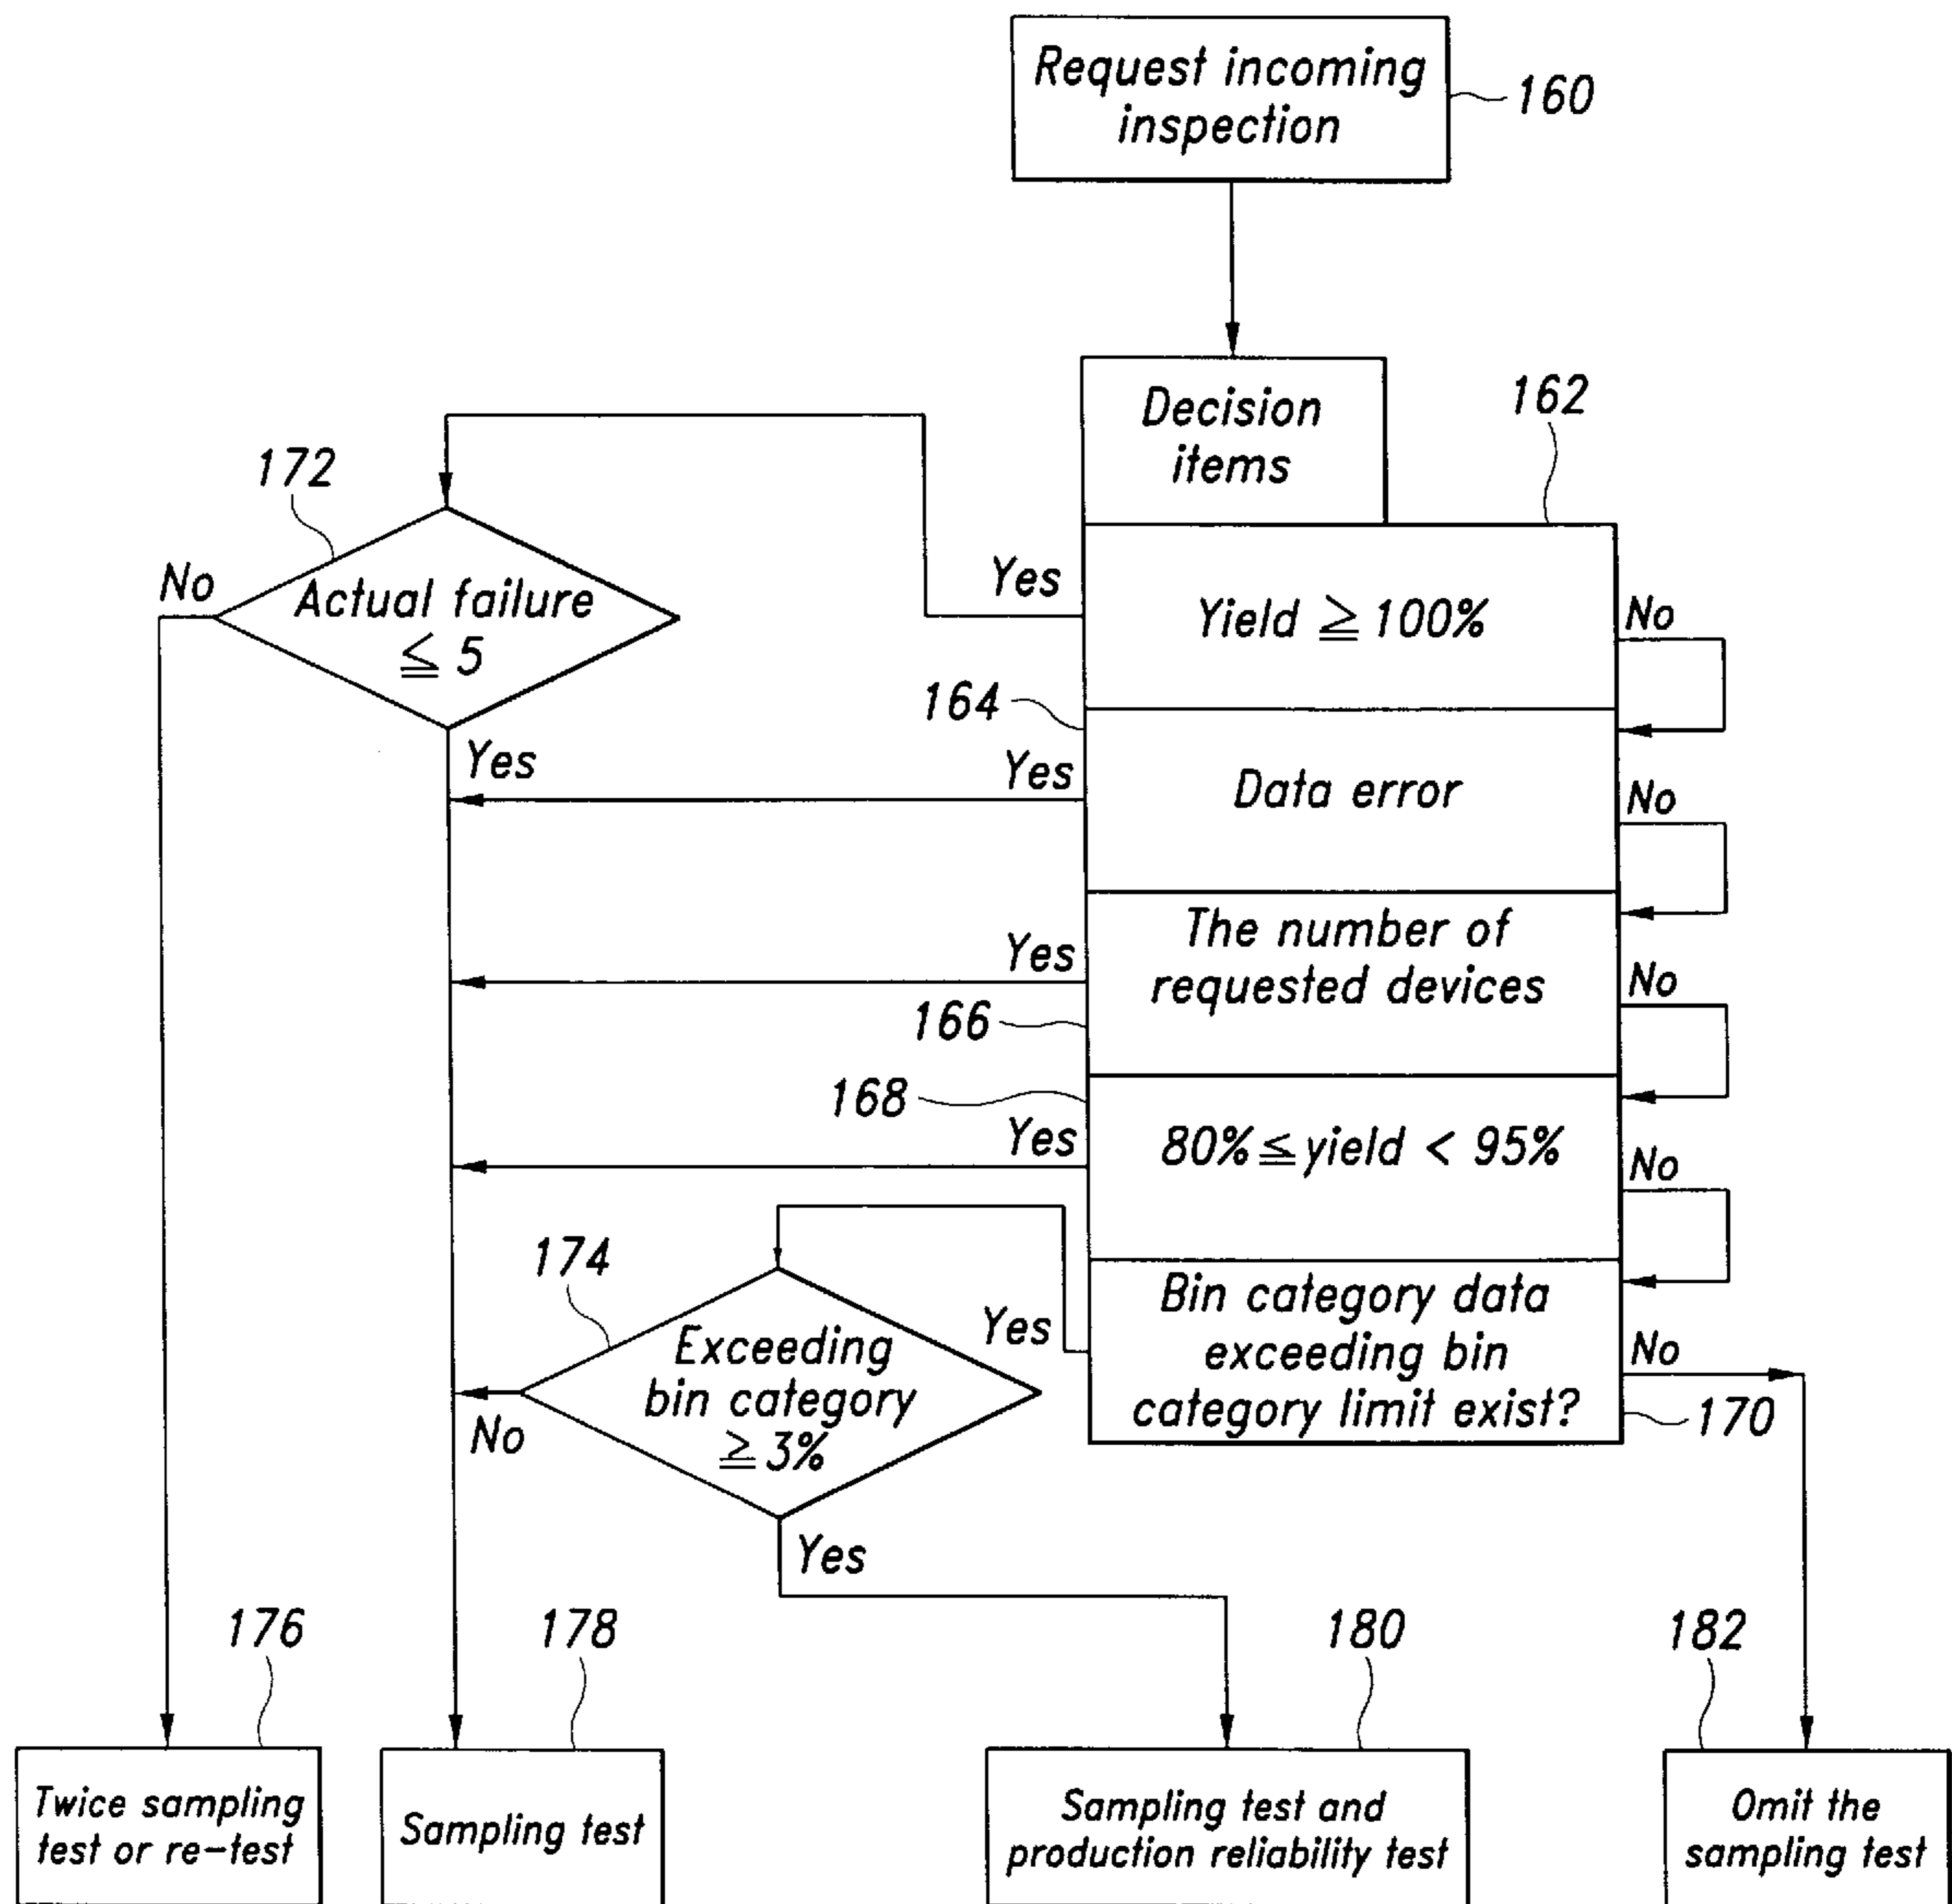 Request incoming
inspection
160
Decision
items
162
172
No
Actual failure
≦ 5
Yes
Yes
Yield ≧ 100%
No
164
Yes
Data error
No
Yes
The number of
requested devices
No
166
168
Yes
80% ≦ yield < 95%
No
174
Exceeding
bin category
≧ 3%
No
Yes
Yes
Bin category data
exceeding bin
category limit exist?
No
170
176
178
180
182
Twice sampling
test or re-test
Sampling test
Sampling test and
production reliability test
Omit the
sampling test